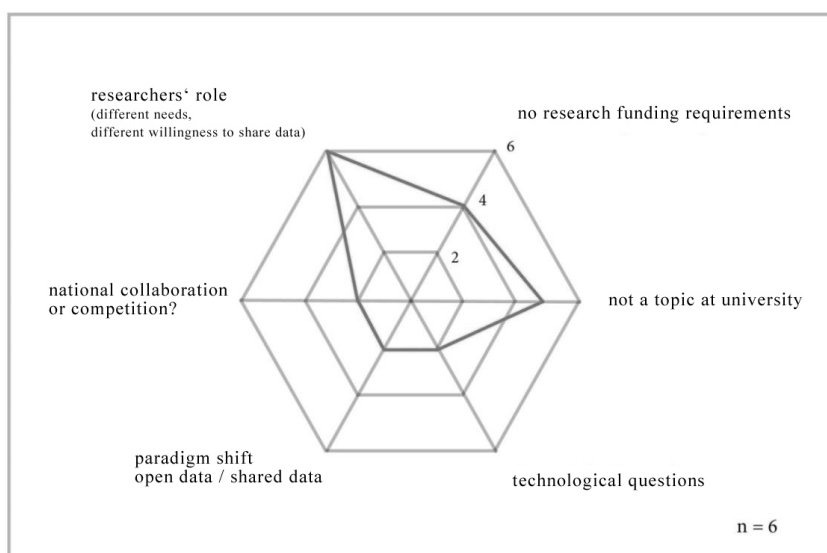 researchers‘ role
(different needs,
different willingness to share data)
no research funding requirements
6
4
2
national collaboration
or competition?
not a topic at university
paradigm shift
open data / shared data
technological questions
n = 6